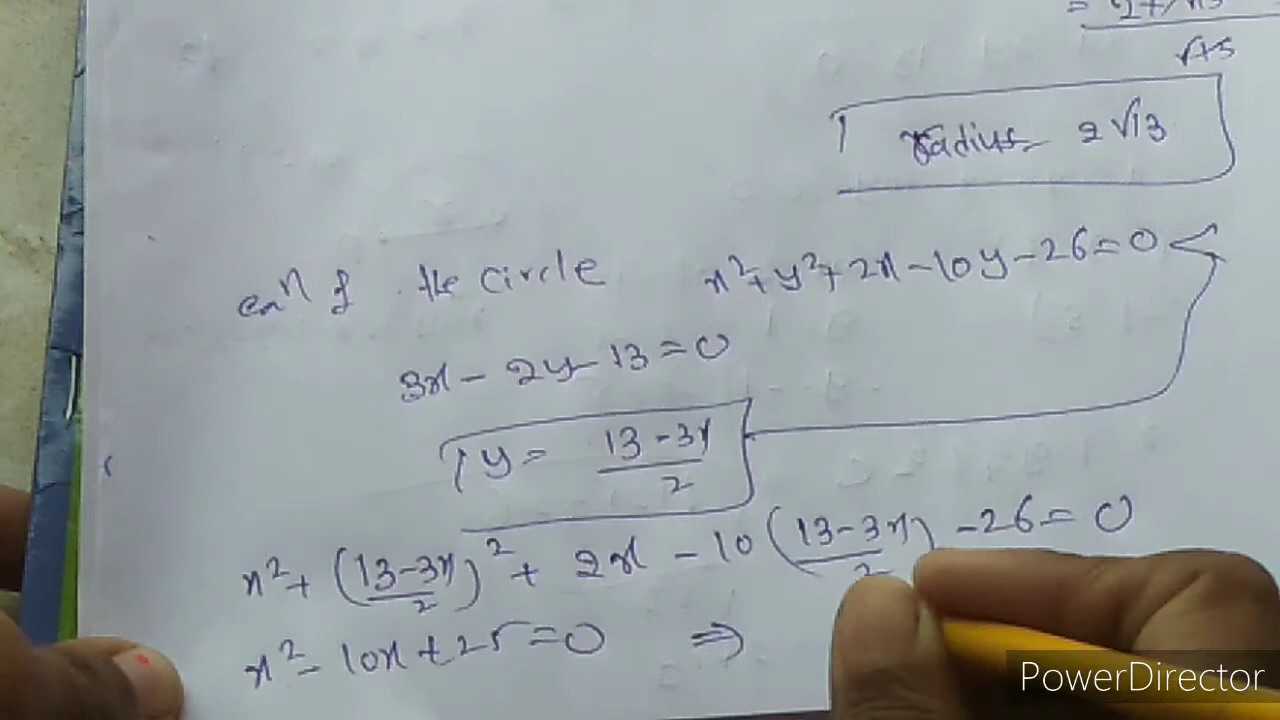 √13
radius= 2√13
eqn of the circle x²+y²+2x-10y-26=0
3x-2y-13=0
y= 13-3x/2
x²+(13-3x/2)²+2x-10(13-3x/2)-26=0
x²-10x+25=0 ⇒
PowerDirector